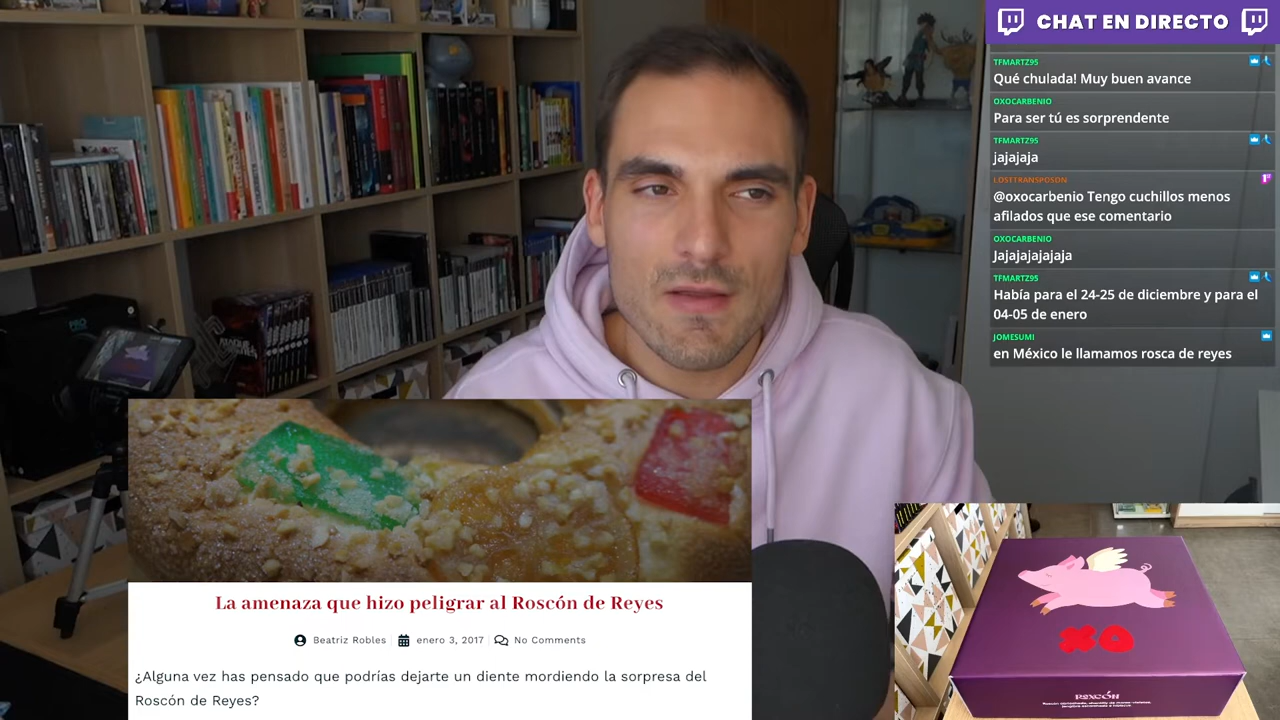 CHAT EN DIRECTO
TFMARTZ95
Qué chulada! Muy buen avance
OXOCARBENIO
Para ser tú es sorprendente
TFMARTZ95
jajajaja
LOSTTRANSPOSON
@oxocarbenio Tengo cuchillos menos
afilados que ese comentario
OXOCARBENIO
Jajajajajajaja
TFMARTZ95
Había para el 24-25 de diciembre y para el
04-05 de enero
JOMESUMI
en México le llamamos rosca de reyes
La amenaza que hizo peligrar al Roscón de Reyes
Beatriz Robles
enero 3, 2017
No Comments
¿Alguna vez has pensado que podrías dejarte un diente mordiendo la sorpresa del
Roscón de Reyes?
XO
ROXCÓN